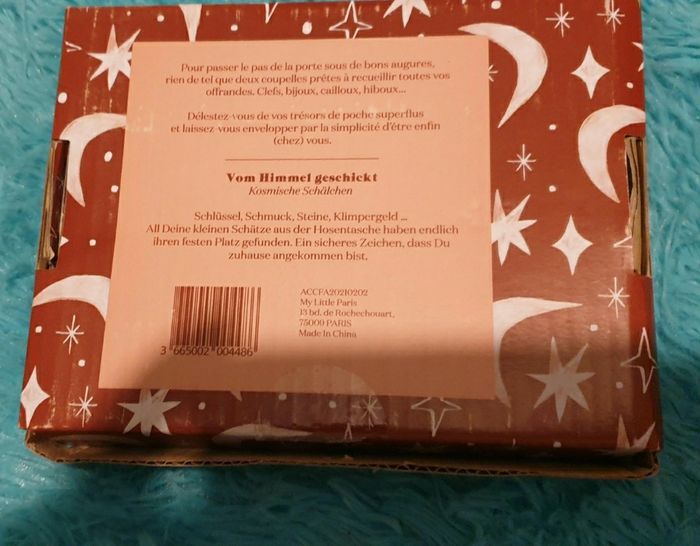 Pour passer le pas de la porte sous de bons augures,
rien de tel que deux coupelles prêtes à recueillir toutes vos
offrandes. Clefs, bijoux, cailloux, hiboux...
Délestez-vous de vos trésors de poche superflus
et laissez-vous envelopper par la simplicité d'être enfin
(chez) vous.
Vom Himmel geschickt
Kosmische Schälchen
Schlüssel, Schmuck, Steine, Klimpergeld ...
All Deine kleinen Schätze aus der Hosentasche haben endlich
ihren festen Platz gefunden. Ein sicheres Zeichen, dass Du
zuhause angekommen bist.
ACCFA20210202
My Little Paris
13 bd. de Rochechouart,
75009 PARIS
Made in China
3 665002 004486